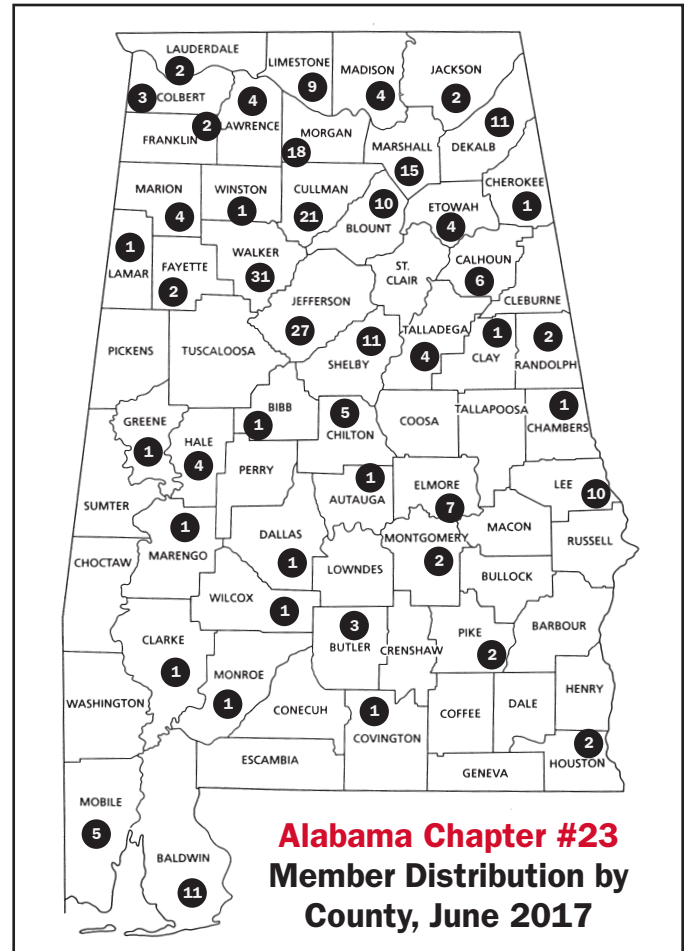 LAUDERDALE
2
LIMESTONE
9
MADISON
4
JACKSON
2
3
COLBERT
4
LAWRENCE
2
FRANKLIN
MORGAN
18
MARSHALL
15
11
DEKALB
CHEROKEE
1
MARION
4
WINSTON
1
CULLMAN
21
10
BLOUNT
ETOWAH
4
1
LAMAR
FAYETTE
2
WALKER
31
JEFFERSON
27
ST.
CLAIR
CALHOUN
6
CLEBURNE
PICKENS
TUSCALOOSA
11
SHELBY
TALLADEGA
4
1
CLAY
2
RANDOLPH
GREENE
1
HALE
4
BIBB
1
5
CHILTON
COOSA
TALLAPOOSA
1
CHAMBERS
SUMTER
PERRY
1
AUTAUGA
ELMORE
7
LEE
10
1
MARENGO
DALLAS
1
MONTGOMERY
2
MACON
RUSSELL
CHOCTAW
LOWNDES
BULLOCK
WILCOX
1
CLARKE
1
3
BUTLER
CRENSHAW
PIKE
2
BARBOUR
WASHINGTON
MONROE
1
CONECUH
1
COVINGTON
COFFEE
DALE
HENRY
ESCAMBIA
GENEVA
2
HOUSTON
MOBILE
5
BALDWIN
11
Alabama Chapter #23
Member Distribution by
County, June 2017